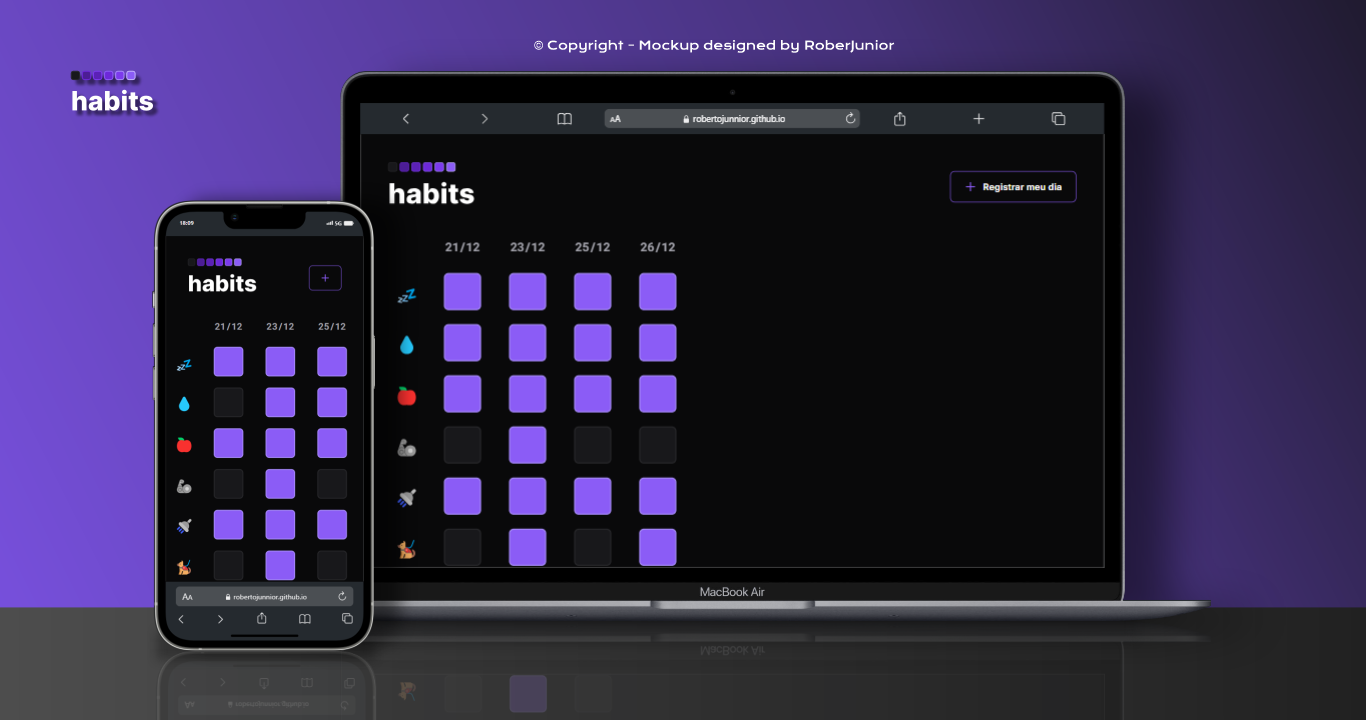 © Copyright - Mockup designed by RoberJunior
habits
AA
robertojunnior.github.io
habits
+ Registrar meu dia
21/12 23/12 25/12 26/12
MacBook Air
18:09
5G
habits
+
21/12 23/12 25/12
AA
robertojunnior.github.io